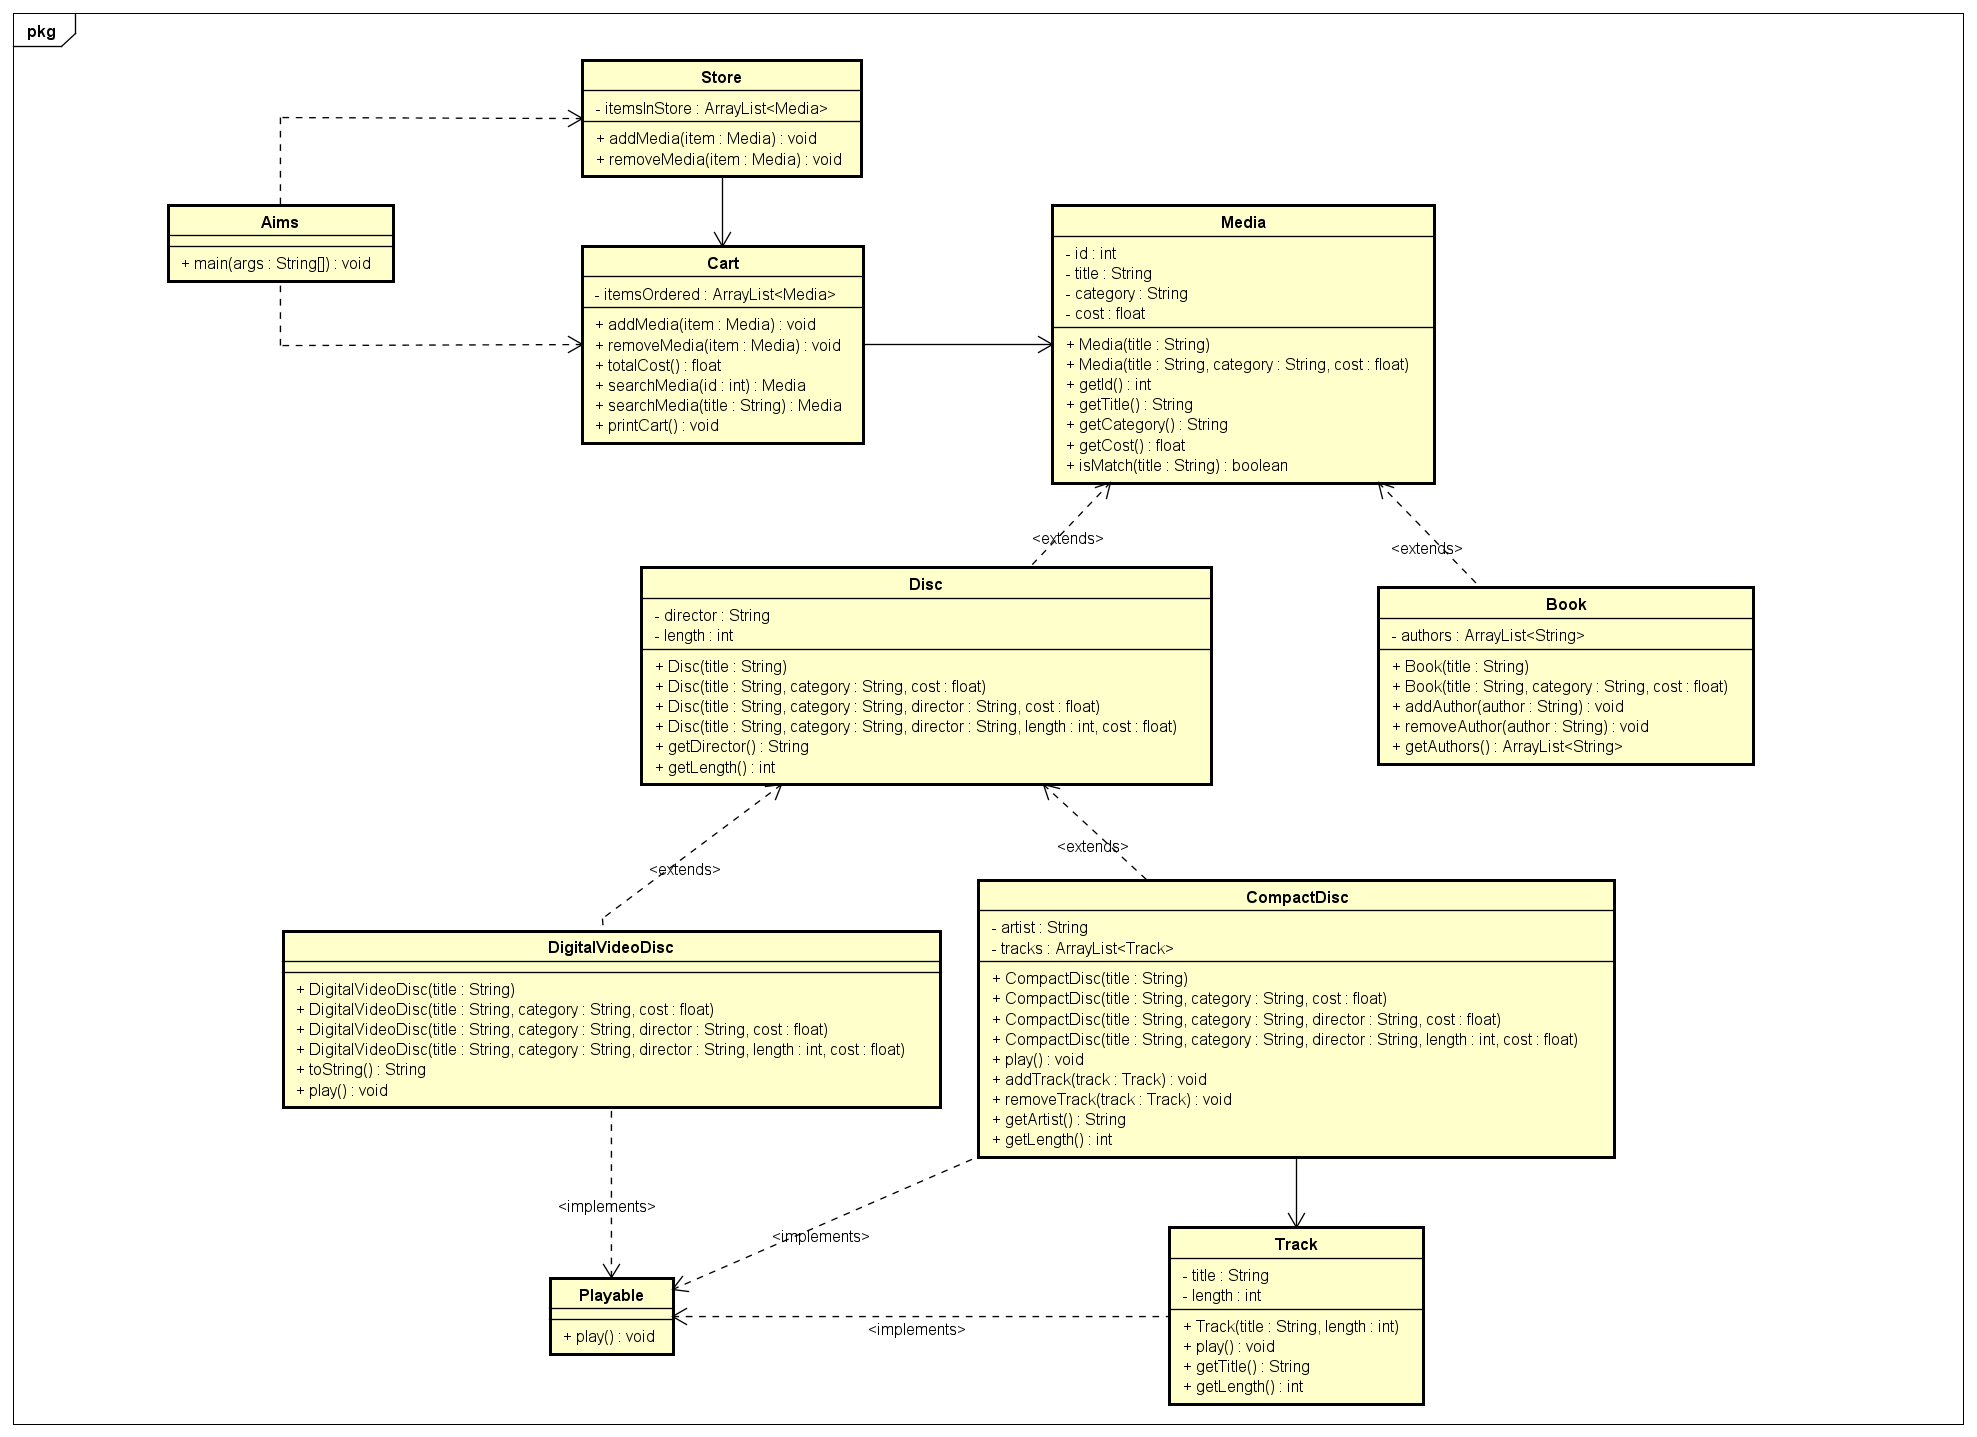 pkg
Store
- itemsInStore : ArrayList<Media>
+ addMedia(item : Media) : void
+ removeMedia(item : Media) : void
Aims
+ main(args : String[]) : void
Cart
- itemsOrdered : ArrayList<Media>
+ addMedia(item : Media) : void
+ removeMedia(item : Media) : void
+ totalCost() : float
+ searchMedia(id : int) : Media
+ searchMedia(title : String) : Media
+ printCart() : void
Media
- id : int
- title : String
- category : String
- cost : float
+ Media(title : String)
+ Media(title : String, category : String, cost : float)
+ getId() : int
+ getTitle() : String
+ getCategory() : String
+ getCost() : float
+ isMatch(title : String) : boolean
<extends>
<extends>
Disc
- director : String
- length : int
+ Disc(title : String)
+ Disc(title : String, category : String, cost : float)
+ Disc(title : String, category : String, director : String, cost : float)
+ Disc(title : String, category : String, director : String, length : int, cost : float)
+ getDirector() : String
+ getLength() : int
Book
- authors : ArrayList<String>
+ Book(title : String)
+ Book(title : String, category : String, cost : float)
+ addAuthor(author : String) : void
+ removeAuthor(author : String) : void
+ getAuthors() : ArrayList<String>
<extends>
<extends>
DigitalVideoDisc
+ DigitalVideoDisc(title : String)
+ DigitalVideoDisc(title : String, category : String, cost : float)
+ DigitalVideoDisc(title : String, category : String, director : String, cost : float)
+ DigitalVideoDisc(title : String, category : String, director : String, length : int, cost : float)
+ toString() : String
+ play() : void
CompactDisc
- artist : String
- tracks : ArrayList<Track>
+ CompactDisc(title : String)
+ CompactDisc(title : String, category : String, cost : float)
+ CompactDisc(title : String, category : String, director : String, cost : float)
+ CompactDisc(title : String, category : String, director : String, length : int, cost : float)
+ play() : void
+ addTrack(track : Track) : void
+ removeTrack(track : Track) : void
+ getArtist() : String
+ getLength() : int
<implements>
<implements>
<implements>
Playable
+ play() : void
Track
- title : String
- length : int
+ Track(title : String, length : int)
+ play() : void
+ getTitle() : String
+ getLength() : int